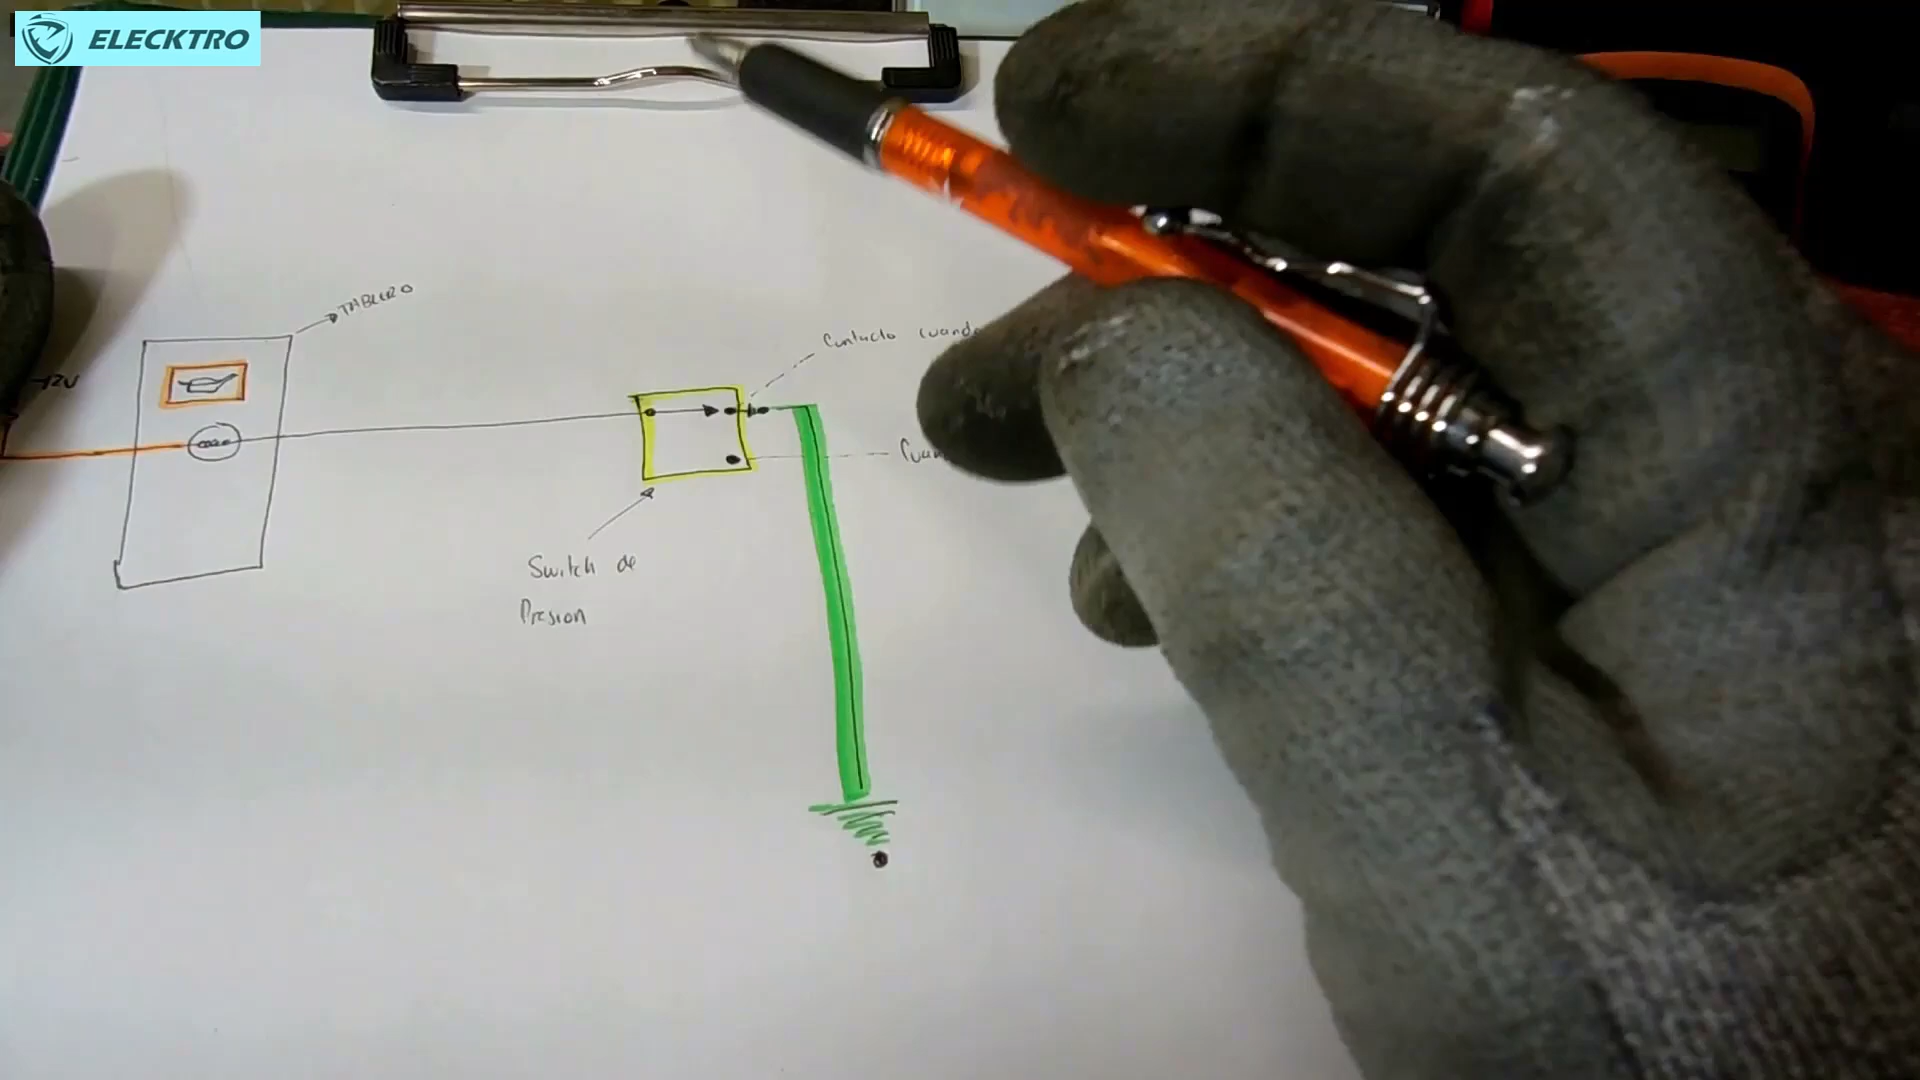 ELECKTRO
TABLERO
Contacto cuando
Switch de
Presion